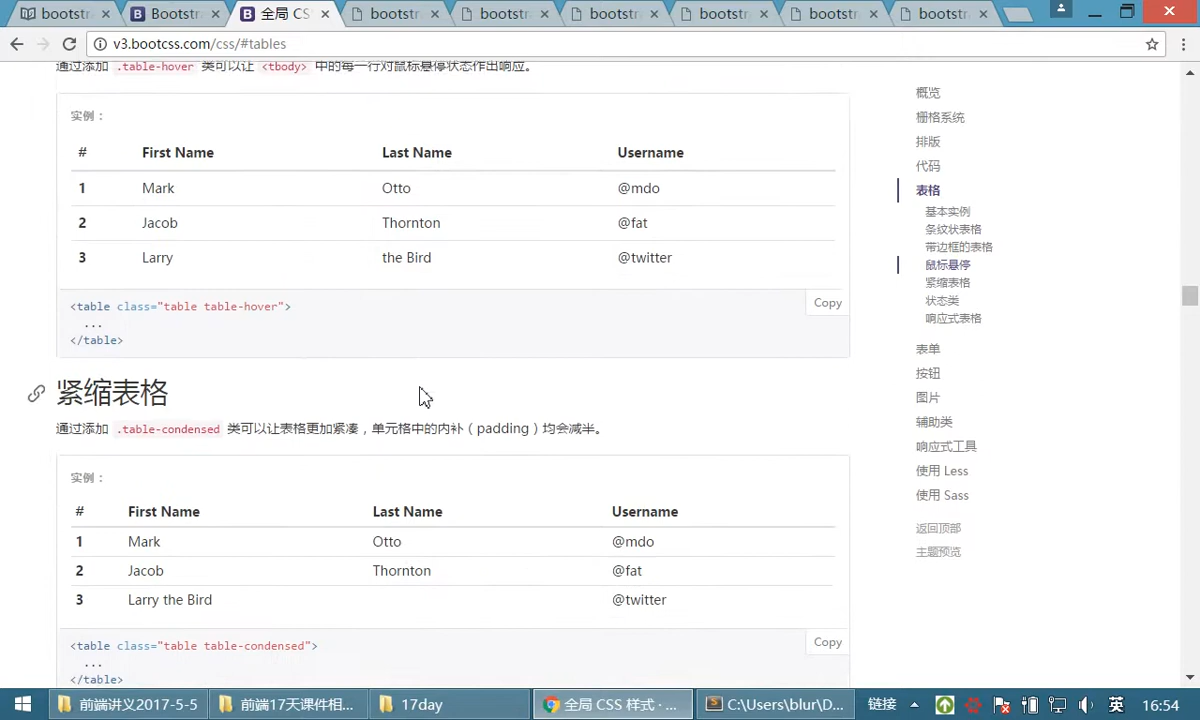 bootstr
Bootstra
全局 CSS
bootstr
bootstr
bootstr
bootstr
bootstr
bootstr
v3.bootcss.com/css/#tables
通过添加 .table-hover 类可以让 <tbody> 中的每一行对鼠标悬停状态作出响应。
实例：
# First Name Last Name Username
1 Mark Otto @mdo
2 Jacob Thornton @fat
3 Larry the Bird @twitter
<table class="table table-hover">
...
</table>
Copy
紧缩表格
通过添加 .table-condensed 类可以让表格更加紧凑，单元格中的内补（padding）均会减半。
实例：
# First Name Last Name Username
1 Mark Otto @mdo
2 Jacob Thornton @fat
3 Larry the Bird @twitter
<table class="table table-condensed">
...
</table>
Copy
概览
栅格系统
排版
代码
表格
基本实例
条纹状表格
带边框的表格
鼠标悬停
紧缩表格
状态类
响应式表格
表单
按钮
图片
辅助类
响应式工具
使用 Less
使用 Sass
返回顶部
主题预览
前端讲义2017-5-5
前端17天课件相...
17day
全局 CSS 样式 · ...
C:\Users\blur\D...
链接
英
16:54